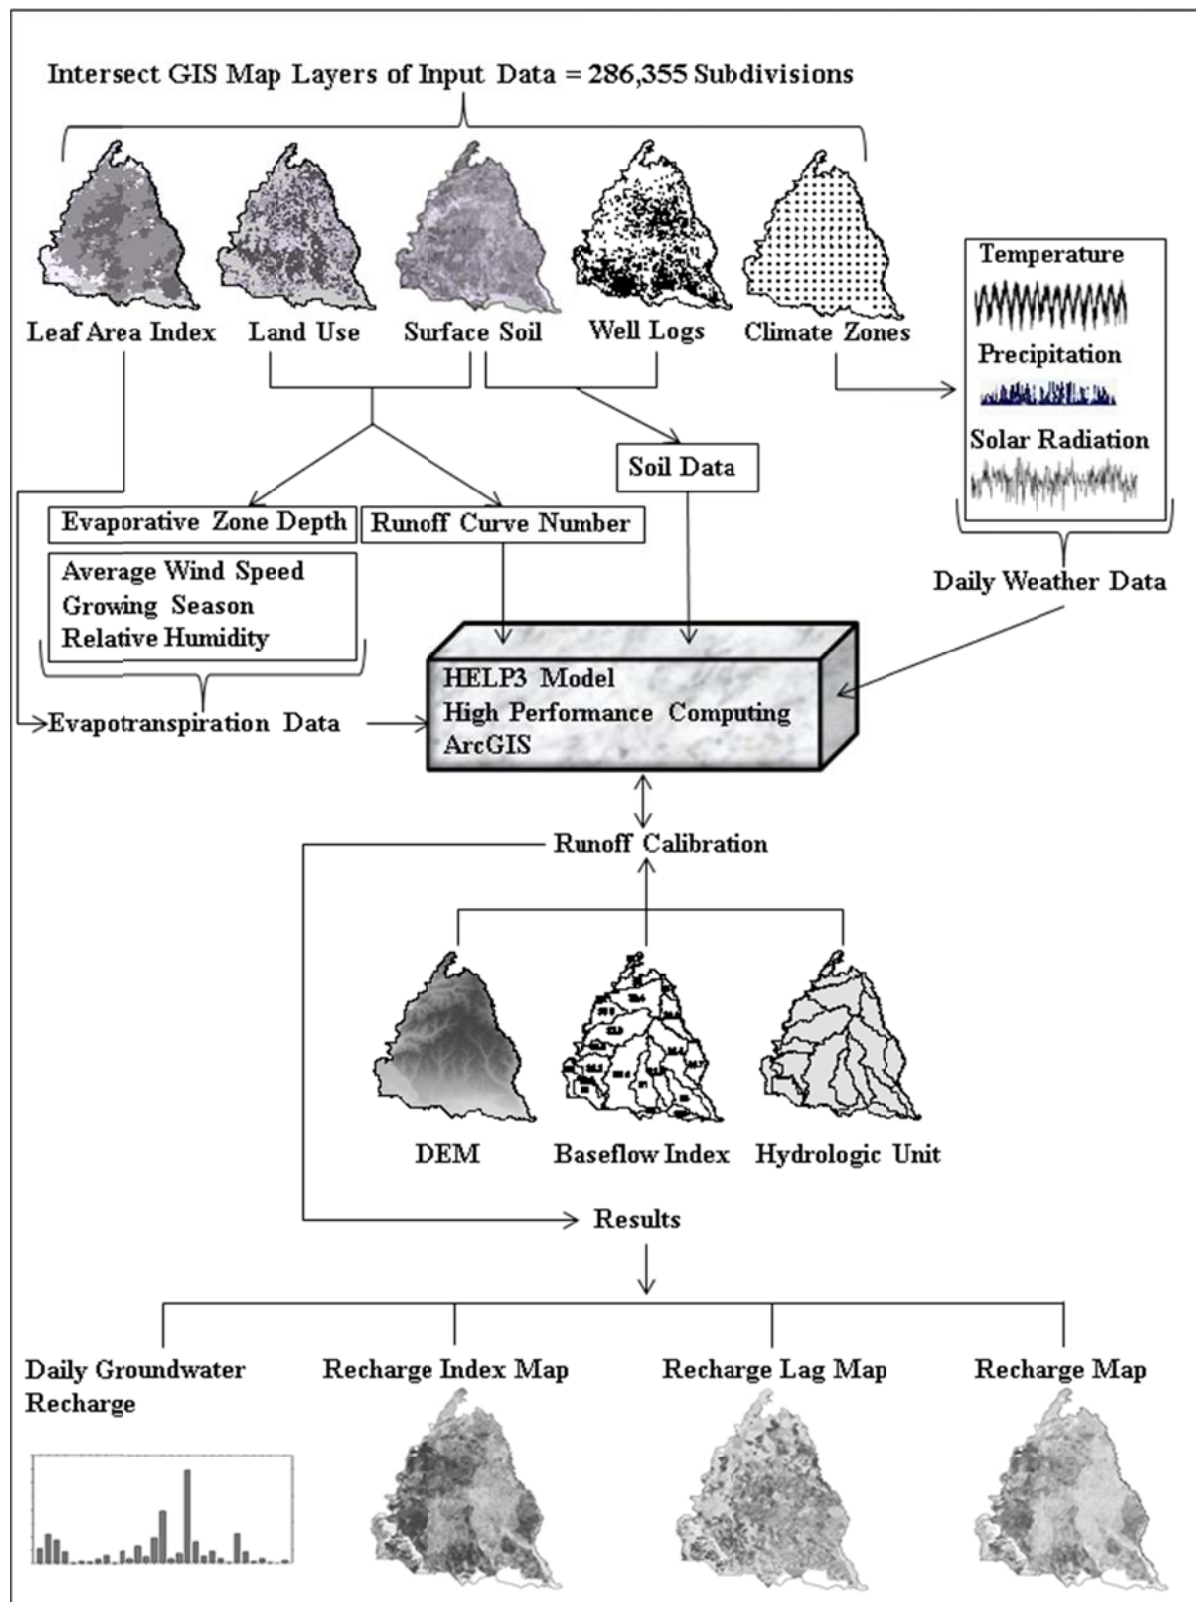 Intersect GIS Map Layers of Input Data = 286,355 Subdivisions
Leaf Area Index
Land Use
Surface Soil
Well Logs
Climate Zones
Temperature
Precipitation
Solar Radiation
Daily Weather Data
Soil Data
Evaporative Zone Depth
Runoff Curve Number
Average Wind Speed
Growing Season
Relative Humidity
Evapotranspiration Data
HELP3 Model
High Performance Computing
ArcGIS
Runoff Calibration
DEM
Baseflow Index
Hydrologic Unit
Results
Daily Groundwater
Recharge
Recharge Index Map
Recharge Lag Map
Recharge Map